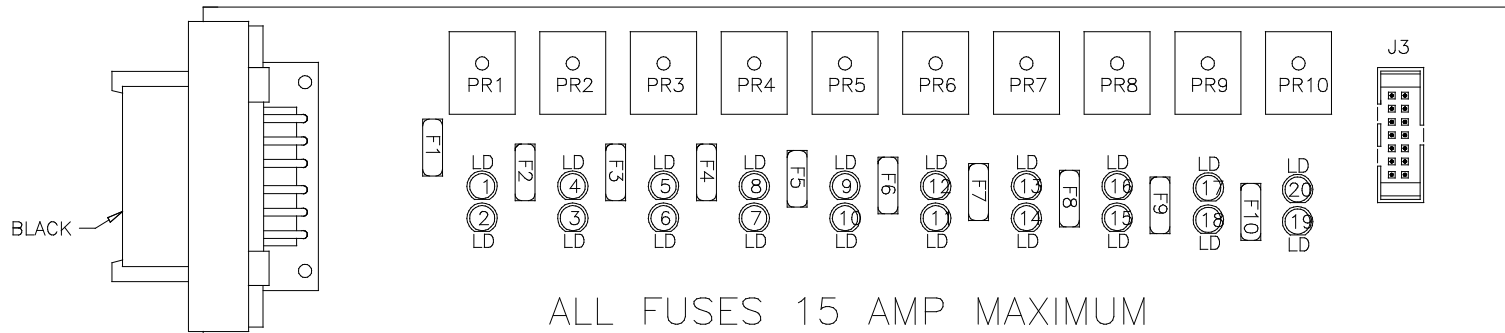 J3
PR1 PR2 PR3 PR4 PR5 PR6 PR7 PR8 PR9 PR10
F1 F2 F3 F4 F5 F6 F7 F8 F9 F10
LD LD LD LD LD LD LD LD LD LD
1 4 5 8 9 12 13 16 17 20
2 3 6 7 10 11 14 15 18 19
LD LD LD LD LD LD LD LD LD LD
BLACK
ALL FUSES 15 AMP MAXIMUM